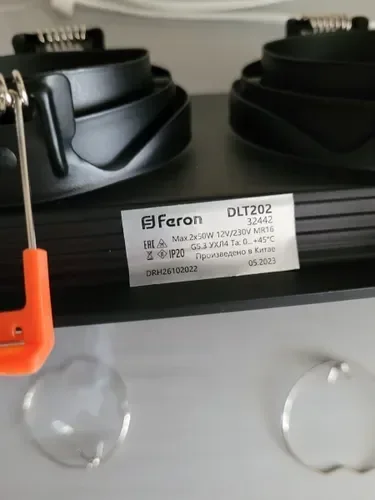 Feron DLT202
32442
Max.2x50W 12V/230V MR16
G5.3 УХЛ4 Ta: 0...+45°C
IP20 Произведено в Китае
DRH26102022 05.2023